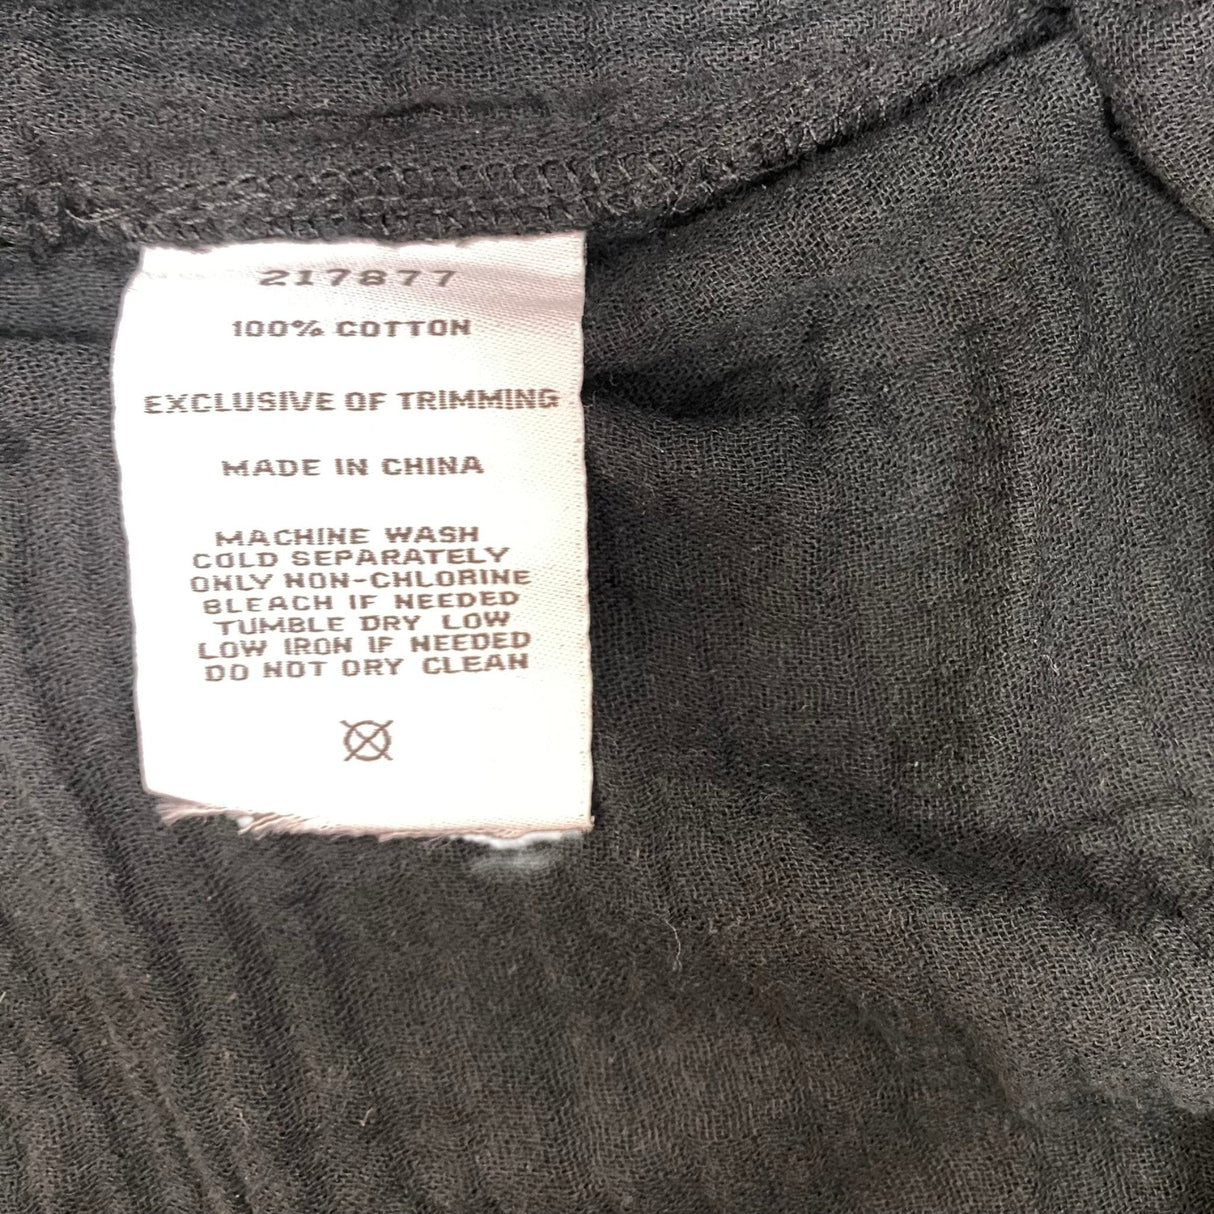 217877
100% COTTON
EXCLUSIVE OF TRIMMING
MADE IN CHINA
MACHINE WASH
COLD SEPARATELY
ONLY NON-CHLORINE
BLEACH IF NEEDED
TUMBLE DRY LOW
LOW IRON IF NEEDED
DO NOT DRY CLEAN